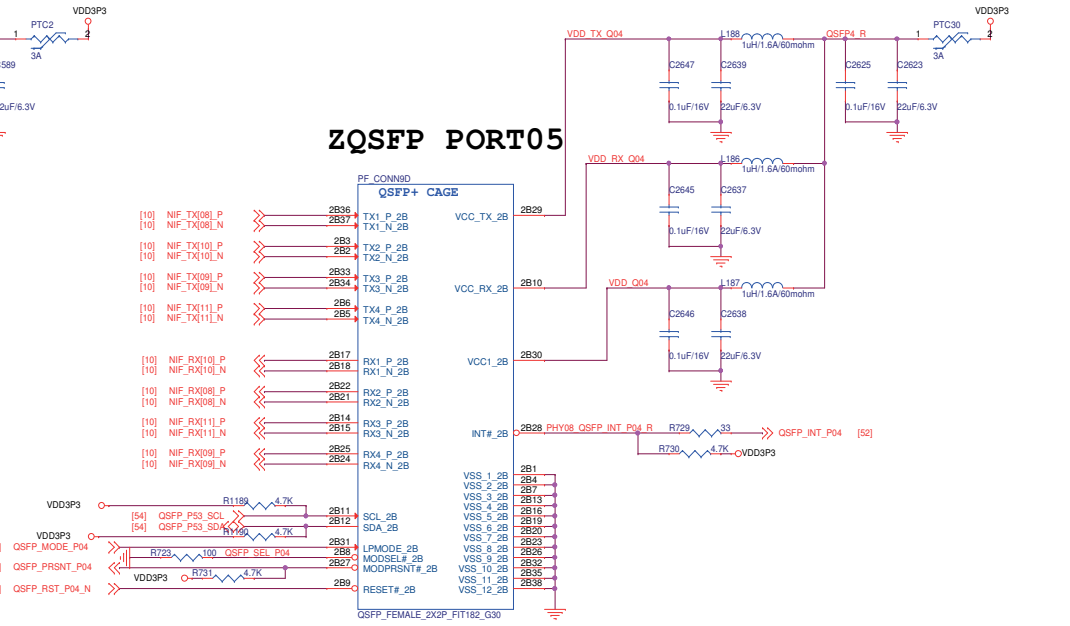 VDD3P3
PTC2
1
2
3A
589
2uF/6.3V
VDD3P3
PTC30
1
2
3A
VDD_TX_Q04
L188
1uH/1.6A/60mohm
QSFP4_R
C2647
C2639
C2625
C2623
0.1uF/16V
22uF/6.3V
0.1uF/16V
22uF/6.3V
ZQSFP PORT05
VDD_RX_Q04
L186
1uH/1.6A/60mohm
C2645
C2637
0.1uF/16V
22uF/6.3V
VDD_Q04
L187
1uH/1.6A/60mohm
C2646
C2638
0.1uF/16V
22uF/6.3V
PF_CONN9D
QSFP+ CAGE
[10] NIF_TX[08]_P 2B36 TX1_P_2B
[10] NIF_TX[08]_N 2B37 TX1_N_2B
VCC_TX_2B 2B29
[10] NIF_TX[10]_P 2B3 TX2_P_2B
[10] NIF_TX[10]_N 2B2 TX2_N_2B
[10] NIF_TX[09]_P 2B33 TX3_P_2B
[10] NIF_TX[09]_N 2B34 TX3_N_2B
VCC_RX_2B 2B10
[10] NIF_TX[11]_P 2B6 TX4_P_2B
[10] NIF_TX[11]_N 2B5 TX4_N_2B
[10] NIF_RX[10]_P 2B17 RX1_P_2B
[10] NIF_RX[10]_N 2B18 RX1_N_2B
VCC1_2B 2B30
[10] NIF_RX[08]_P 2B22 RX2_P_2B
[10] NIF_RX[08]_N 2B21 RX2_N_2B
[10] NIF_RX[11]_P 2B14 RX3_P_2B
[10] NIF_RX[11]_N 2B15 RX3_N_2B
INT#_2B 2B28 PHY08_QSFP_INT_P04_R R729 33 QSFP_INT_P04 [52]
R730 4.7K VDD3P3
[10] NIF_RX[09]_P 2B25 RX4_P_2B
[10] NIF_RX[09]_N 2B24 RX4_N_2B
VSS_1_2B 2B1
VSS_2_2B 2B4
VSS_3_2B 2B7
VSS_4_2B 2B13
VSS_5_2B 2B16
VSS_6_2B 2B19
VSS_7_2B 2B20
VSS_8_2B 2B23
VSS_9_2B 2B26
VSS_10_2B 2B32
VSS_11_2B 2B35
VSS_12_2B 2B38
VDD3P3 R1189 4.7K
[54] QSFP_P53_SCL 2B11 SCL_2B
[54] QSFP_P53_SDA 2B12 SDA_2B
VDD3P3 R1190 4.7K
QSFP_MODE_P04 2B31 LPMODE_2B
R723 100 QSFP_SEL_P04 2B8 MODSEL#_2B
QSFP_PRSNT_P04 2B27 MODPRSNT#_2B
VDD3P3 R731 4.7K
QSFP_RST_P04_N 2B9 RESET#_2B
QSFP_FEMALE_2X2P_FIT182_G30